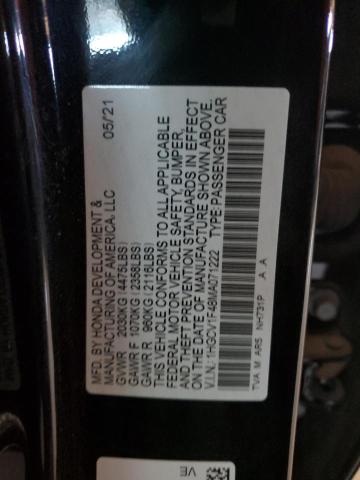 MFD. BY HONDA DEVELOPMENT &
MANUFACTURING OF AMERICA, LLC 05/21
GVWR 2030KG (4475LBS)
GAWR F 1070KG (2358LBS)
GAWR R 960KG (2116LBS)
THIS VEHICLE CONFORMS TO ALL APPLICABLE
FEDERAL MOTOR VEHICLE SAFETY, BUMPER,
AND THEFT PREVENTION STANDARDS IN EFFECT
ON THE DATE OF MANUFACTURE SHOWN ABOVE.
V.I.N.: 1HGCV1F48MA071222 TYPE:PASSENGER CAR
TVA M AR5 NH731P A A
VE